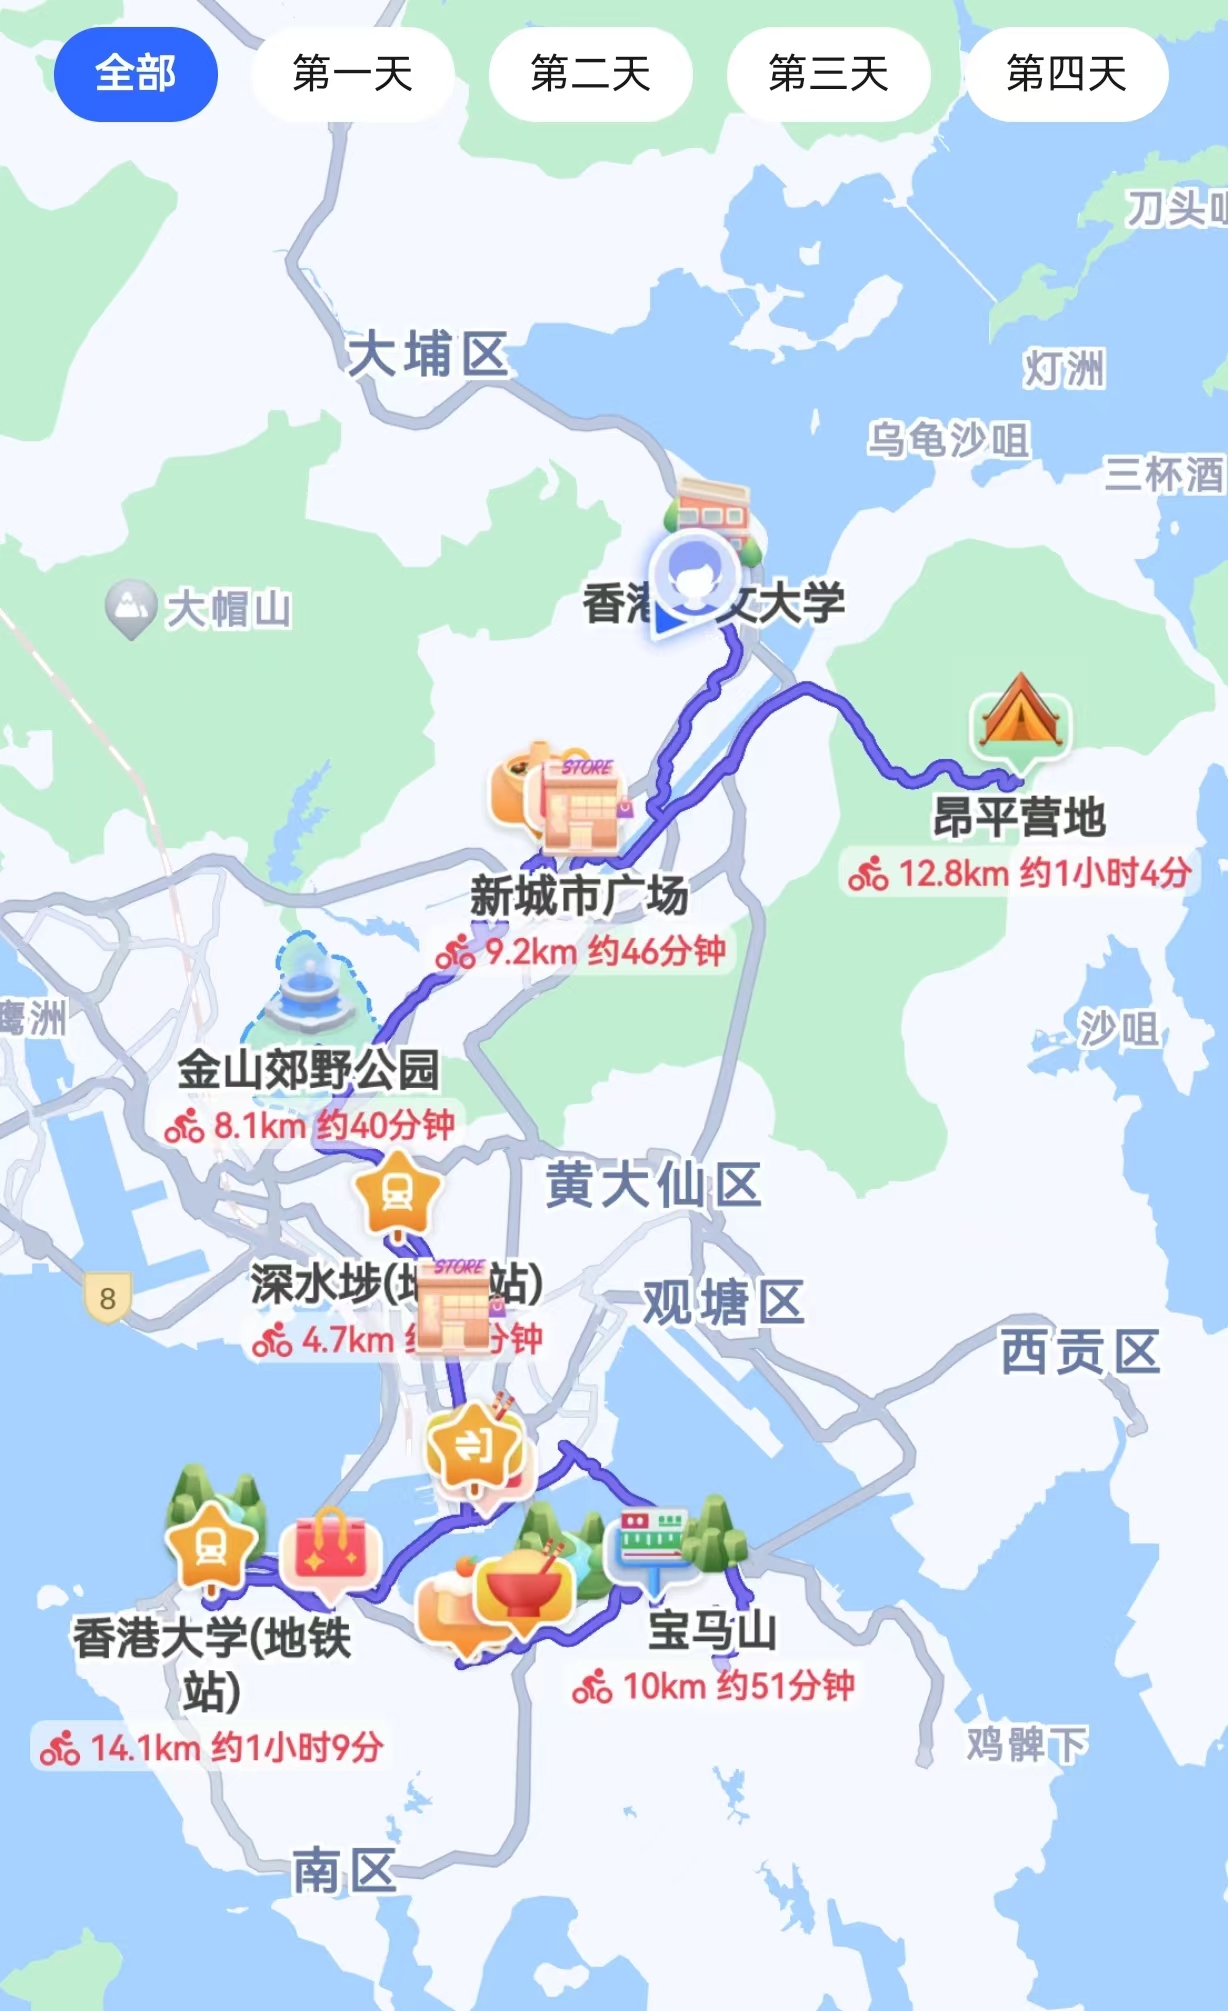 全部
第一天
第二天
第三天
第四天
刀头咀
大埔区
灯洲
乌龟沙咀
三杯酒
大帽山
香港 文大学
STORE
昂平营地
12.8km 约1小时4分
新城市广场
9.2km 约46分钟
鹰洲
沙咀
金山郊野公园
8.1km 约40分钟
黄大仙区
STORE
深水埗(地 站)
8
观塘区
4.7km 约 分钟
西贡区
宝马山
香港大学(地铁
站)
10km 约51分钟
14.1km 约1小时9分
鸡髀下
南区